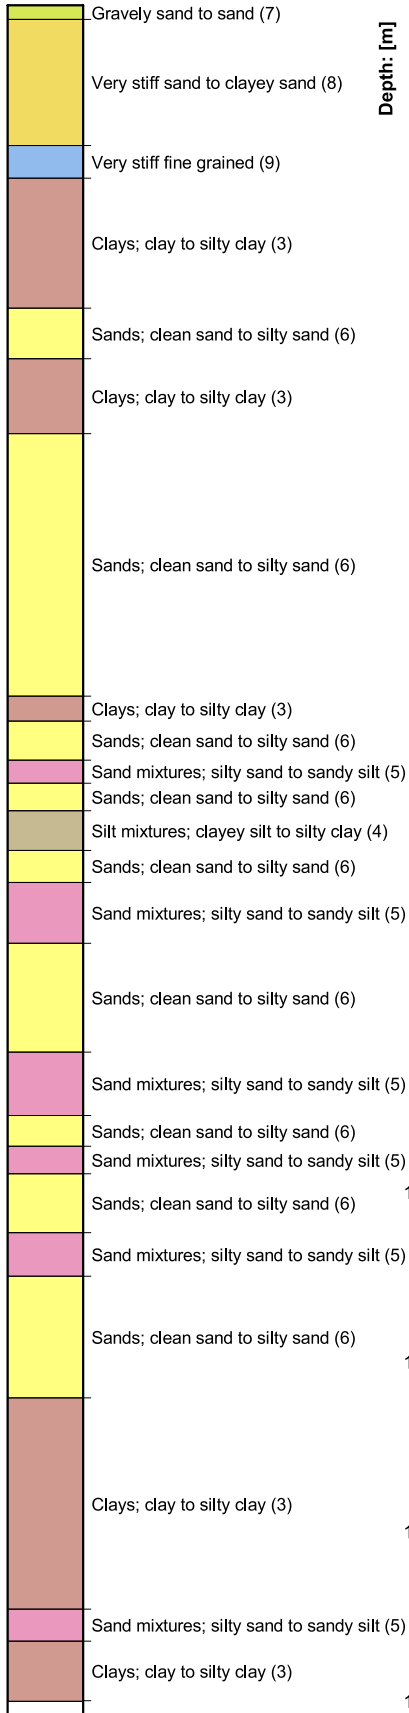 Gravely sand to sand (7)
Depth: [m]
Very stiff sand to clayey sand (8)
Very stiff fine grained (9)
Clays; clay to silty clay (3)
Sands; clean sand to silty sand (6)
Clays; clay to silty clay (3)
Sands; clean sand to silty sand (6)
Clays; clay to silty clay (3)
Sands; clean sand to silty sand (6)
Sand mixtures; silty sand to sandy silt (5)
Sands; clean sand to silty sand (6)
Silt mixtures; clayey silt to silty clay (4)
Sands; clean sand to silty sand (6)
Sand mixtures; silty sand to sandy silt (5)
Sands; clean sand to silty sand (6)
Sand mixtures; silty sand to sandy silt (5)
Sands; clean sand to silty sand (6)
Sand mixtures; silty sand to sandy silt (5)
Sands; clean sand to silty sand (6)
Sand mixtures; silty sand to sandy silt (5)
Sands; clean sand to silty sand (6)
Clays; clay to silty clay (3)
Sand mixtures; silty sand to sandy silt (5)
Clays; clay to silty clay (3)